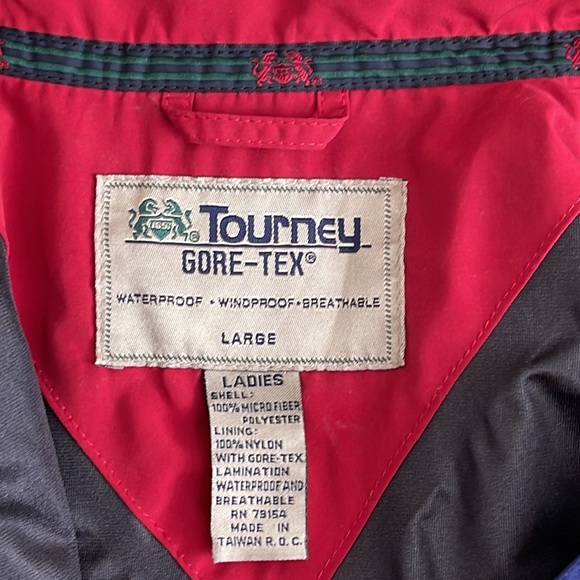 ® Tourney
GORE-TEX®
WATERPROOF • WINDPROOF • BREATHABLE
LARGE
LADIES
SHELL:
100% MICRO FIBER
POLYESTER
LINING:
100% NYLON
WITH GORE-TEX
LAMINATION
WATERPROOF AND
BREATHABLE
RN 79154
MADE IN
TAIWAN R.O.C.